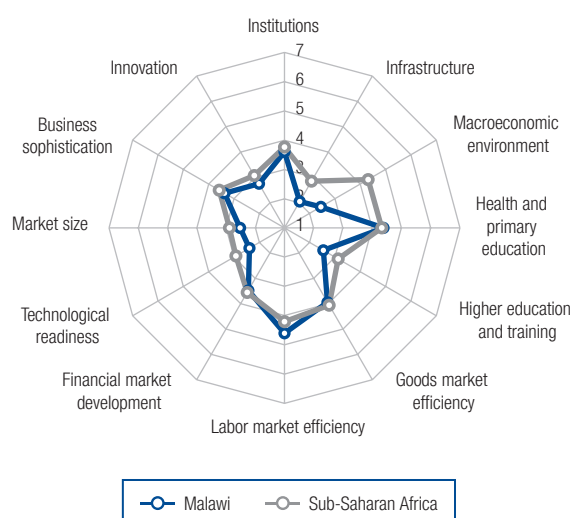 Institutions
Innovation
Infrastructure
Business
sophistication
Macroeconomic
environment
Market size
Health and
primary
education
Technological
readiness
Higher education
and training
Financial market
development
Goods market
efficiency
Labor market efficiency
7
6
5
4
3
2
1
Malawi
Sub-Saharan Africa